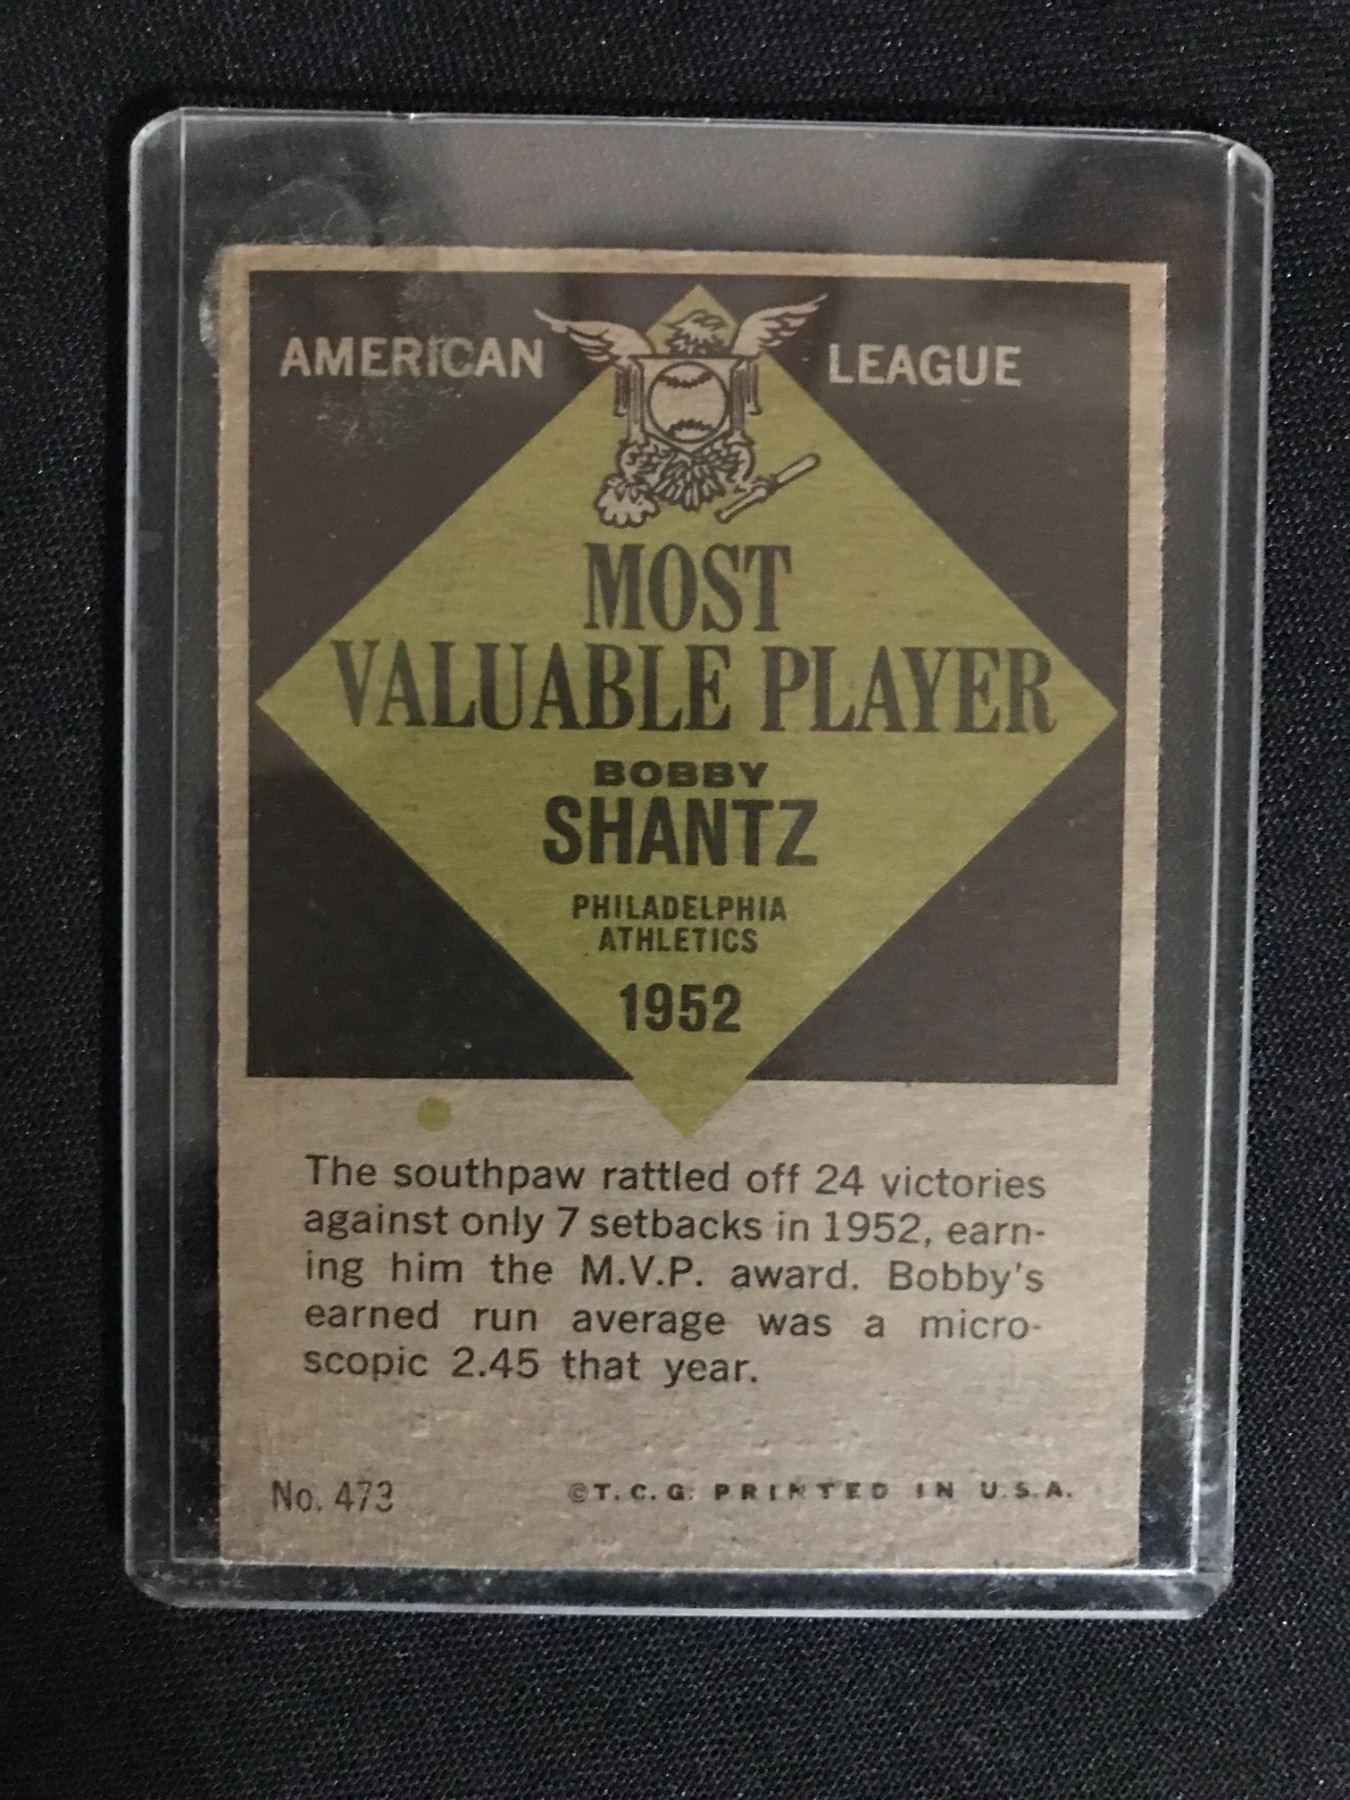 AMERICAN LEAGUE
MOST
VALUABLE PLAYER
BOBBY
SHANTZ
PHILADELPHIA
ATHLETICS
1952
The southpaw rattled off 24 victories
against only 7 setbacks in 1952, earn-
ing him the M.V.P. award. Bobby's
earned run average was a micro-
scopic 2.45 that year.
No. 473 ©T.C.G. PRINTED IN U.S.A.